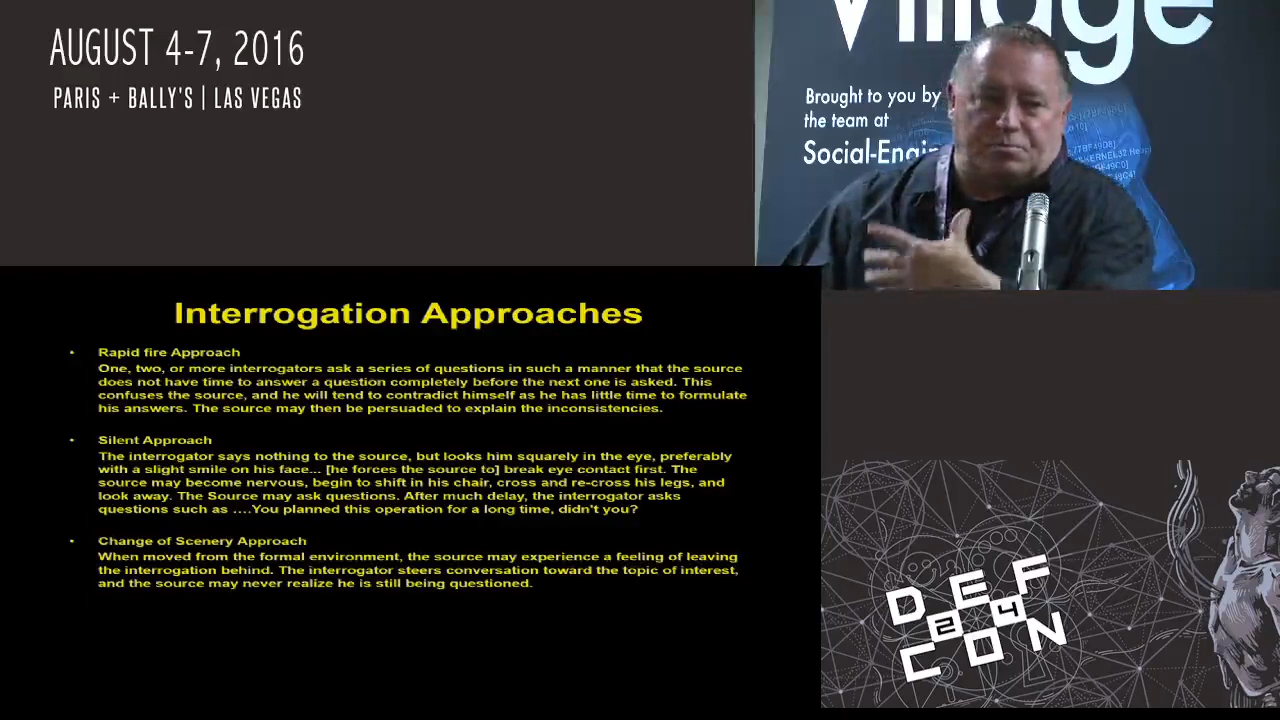 AUGUST 4-7, 2016
PARIS + BALLY'S | LAS VEGAS
Village
Brought to you by
the team at
Social-Engin
Interrogation Approaches
• Rapid fire Approach
One, two, or more interrogators ask a series of questions in such a manner that the source
does not have time to answer a question completely before the next one is asked. This
confuses the source, and he will tend to contradict himself as he has little time to formulate
his answers. The source may then be persuaded to explain the inconsistencies.
• Silent Approach
The interrogator says nothing to the source, but looks him squarely in the eye, preferably
with a slight smile on his face... [he forces the source to] break eye contact first. The
source may become nervous, begin to shift in his chair, cross and re-cross his legs, and
look away. The Source may ask questions. After much delay, the interrogator asks
questions such as ….You planned this operation for a long time, didn't you?
• Change of Scenery Approach
When moved from the formal environment, the source may experience a feeling of leaving
the interrogation behind. The interrogator steers conversation toward the topic of interest,
and the source may never realize he is still being questioned.
DEF
24
CON